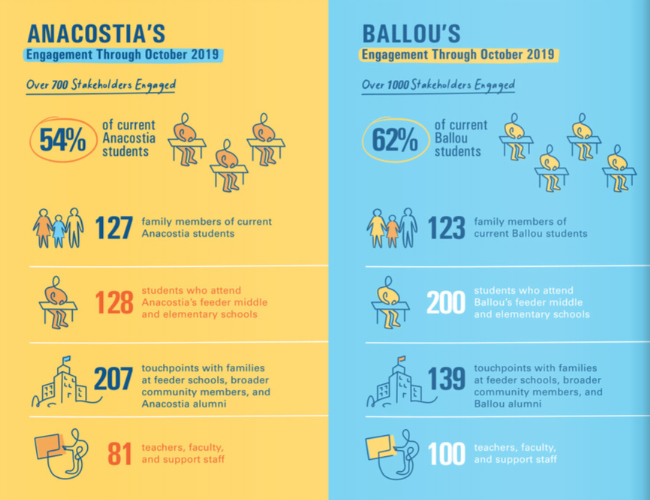 ANACOSTIA'S
Engagement Through October 2019
Over 700 Stakeholders Engaged
54%
of current
Anacostia
students
127
family members of current
Anacostia students
128
students who attend
Anacostia's feeder middle
and elementary schools
207
touchpoints with families
at feeder schools, broader
community members, and
Anacostia alumni
81
teachers, faculty,
and support staff
BALLOU'S
Engagement Through October 2019
Over 1000 Stakeholders Engaged
62%
of current
Ballou
students
123
family members of
current Ballou students
200
students who attend
Ballou's feeder middle
and elementary schools
139
touchpoints with families
at feeder schools, broader
community members, and
Ballou alumni
100
teachers, faculty,
and support staff